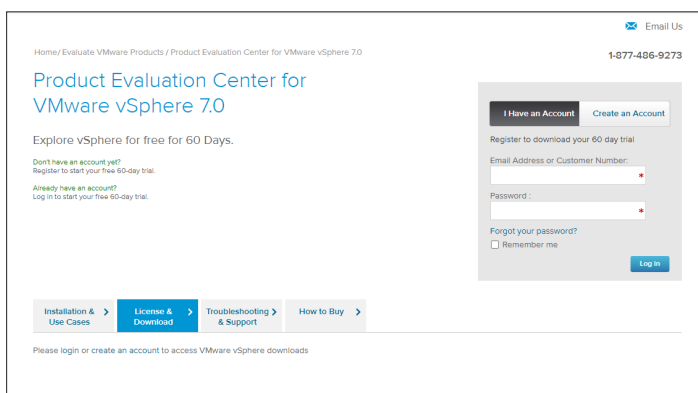 Email Us
Home/ Evaluate VMware Products / Product Evaluation Center for VMware vSphere 7.0
1-877-486-9273
Product Evaluation Center for
VMware vSphere 7.0
I Have an Account
Create an Account
Explore vSphere for free for 60 Days.
Register to download your 60 day trial
Don't have an account yet?
Register to start your free 60-day trial.
Email Address or Customer Number:
*
Already have an account?
Log in to start your free 60-day trial.
Password :
*
Forgot your password?
Remember me
Log In
Installation &
Use Cases
License &
Download
Troubleshooting
& Support
How to Buy
Please login or create an account to access VMware vSphere downloads